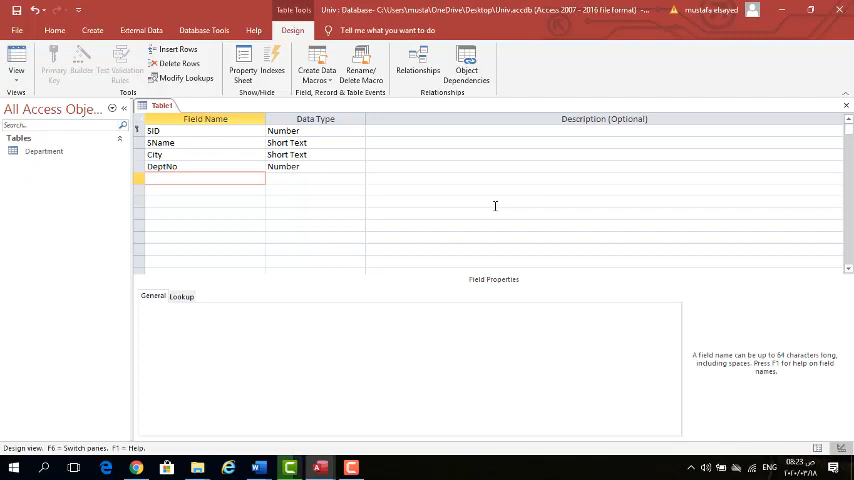 Table Tools
Univ : Database- C:\Users\musta\OneDrive\Desktop\Univ.accdb (Access 2007 - 2016 file format) -...
mustafa elsayed
File Home Create External Data Database Tools Help Design Tell me what you want to do
View
Primary Key
Builder
Test Validation Rules
Insert Rows
Delete Rows
Modify Lookups
Property Sheet
Indexes
Create Data Macros
Rename/ Delete Macro
Relationships
Object Dependencies
Views Tools Show/Hide Field, Record & Table Events Relationships
All Access Obje...
Search...
Tables
Department
Table1
Field Name Data Type Description (Optional)
SID Number
SName Short Text
City Short Text
DeptNo Number
Field Properties
General Lookup
A field name can be up to 64 characters long,
including spaces. Press F1 for help on field
names.
Design view. F6 = Switch panes. F1 = Help.
ENG
08:23 ص
٢٠٢٠/٠٣/١٨